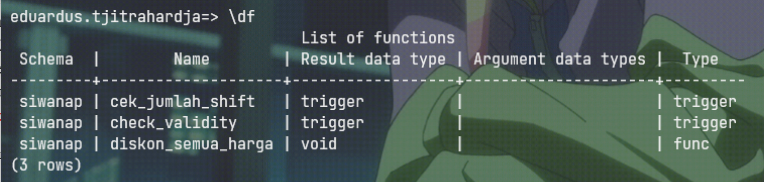 eduardus.tjitrahardja=> \df
List of functions
Schema | Name | Result data type | Argument data types | Type
---------+--------------------+------------------+---------------------+---------
siwanap | cek_jumlah_shift | trigger | | trigger
siwanap | check_validity | trigger | | trigger
siwanap | diskon_semua_harga | void | | func
(3 rows)